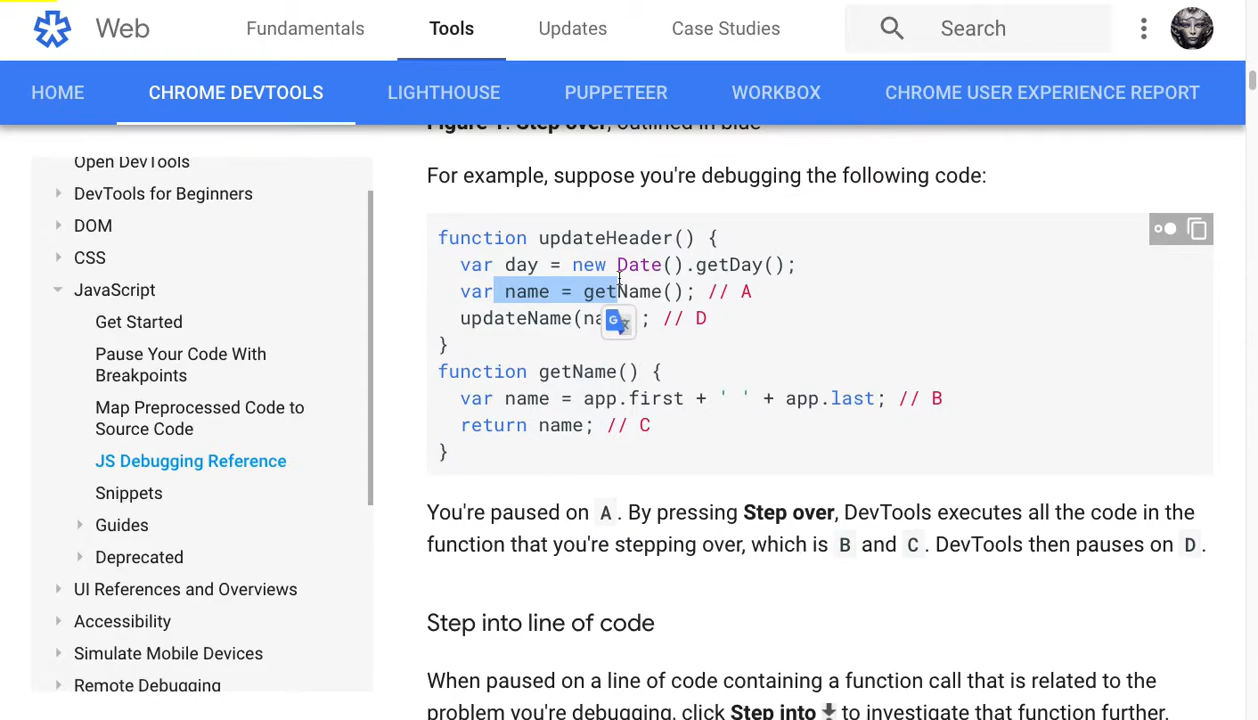 Web
Fundamentals
Tools
Updates
Case Studies
Search
HOME
CHROME DEVTOOLS
LIGHTHOUSE
PUPPETEER
WORKBOX
CHROME USER EXPERIENCE REPORT
Open DevTools
DevTools for Beginners
DOM
CSS
JavaScript
Get Started
Pause Your Code With
Breakpoints
Map Preprocessed Code to
Source Code
JS Debugging Reference
Snippets
Guides
Deprecated
UI References and Overviews
Accessibility
Simulate Mobile Devices
Remote Debugging
Figure 1. Step over, outlined in blue
For example, suppose you're debugging the following code:
function updateHeader() {
  var day = new Date().getDay();
  var name = getName(); // A
  updateName(na ; // D
}
function getName() {
  var name = app.first + ' ' + app.last; // B
  return name; // C
}
You're paused on A. By pressing Step over, DevTools executes all the code in the
function that you're stepping over, which is B and C. DevTools then pauses on D.
Step into line of code
When paused on a line of code containing a function call that is related to the
problem you're debugging, click Step into to investigate that function further.